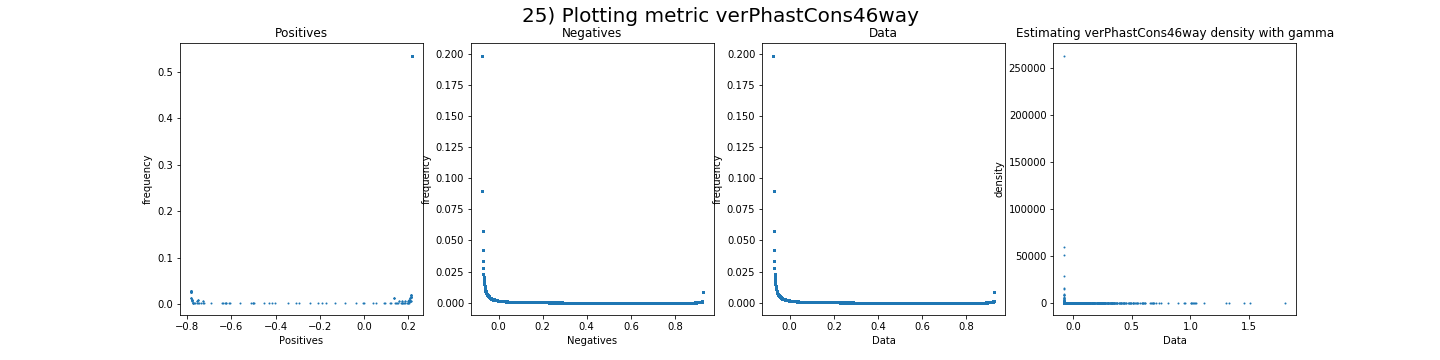 25) Plotting metric verPhastCons46way
Positives
Negatives
Data
Estimating verPhastCons46way density with gamma
frequency
0.5
0.4
0.3
0.2
0.1
0.0
−0.8 −0.6 −0.4 −0.2 0.0 0.2
Positives
frequency
0.200
0.175
0.150
0.125
0.100
0.075
0.050
0.025
0.000
0.0 0.2 0.4 0.6 0.8
Negatives
frequency
0.200
0.175
0.150
0.125
0.100
0.075
0.050
0.025
0.000
0.0 0.2 0.4 0.6 0.8
Data
density
250000
200000
150000
100000
50000
0
0.0 0.5 1.0 1.5
Data